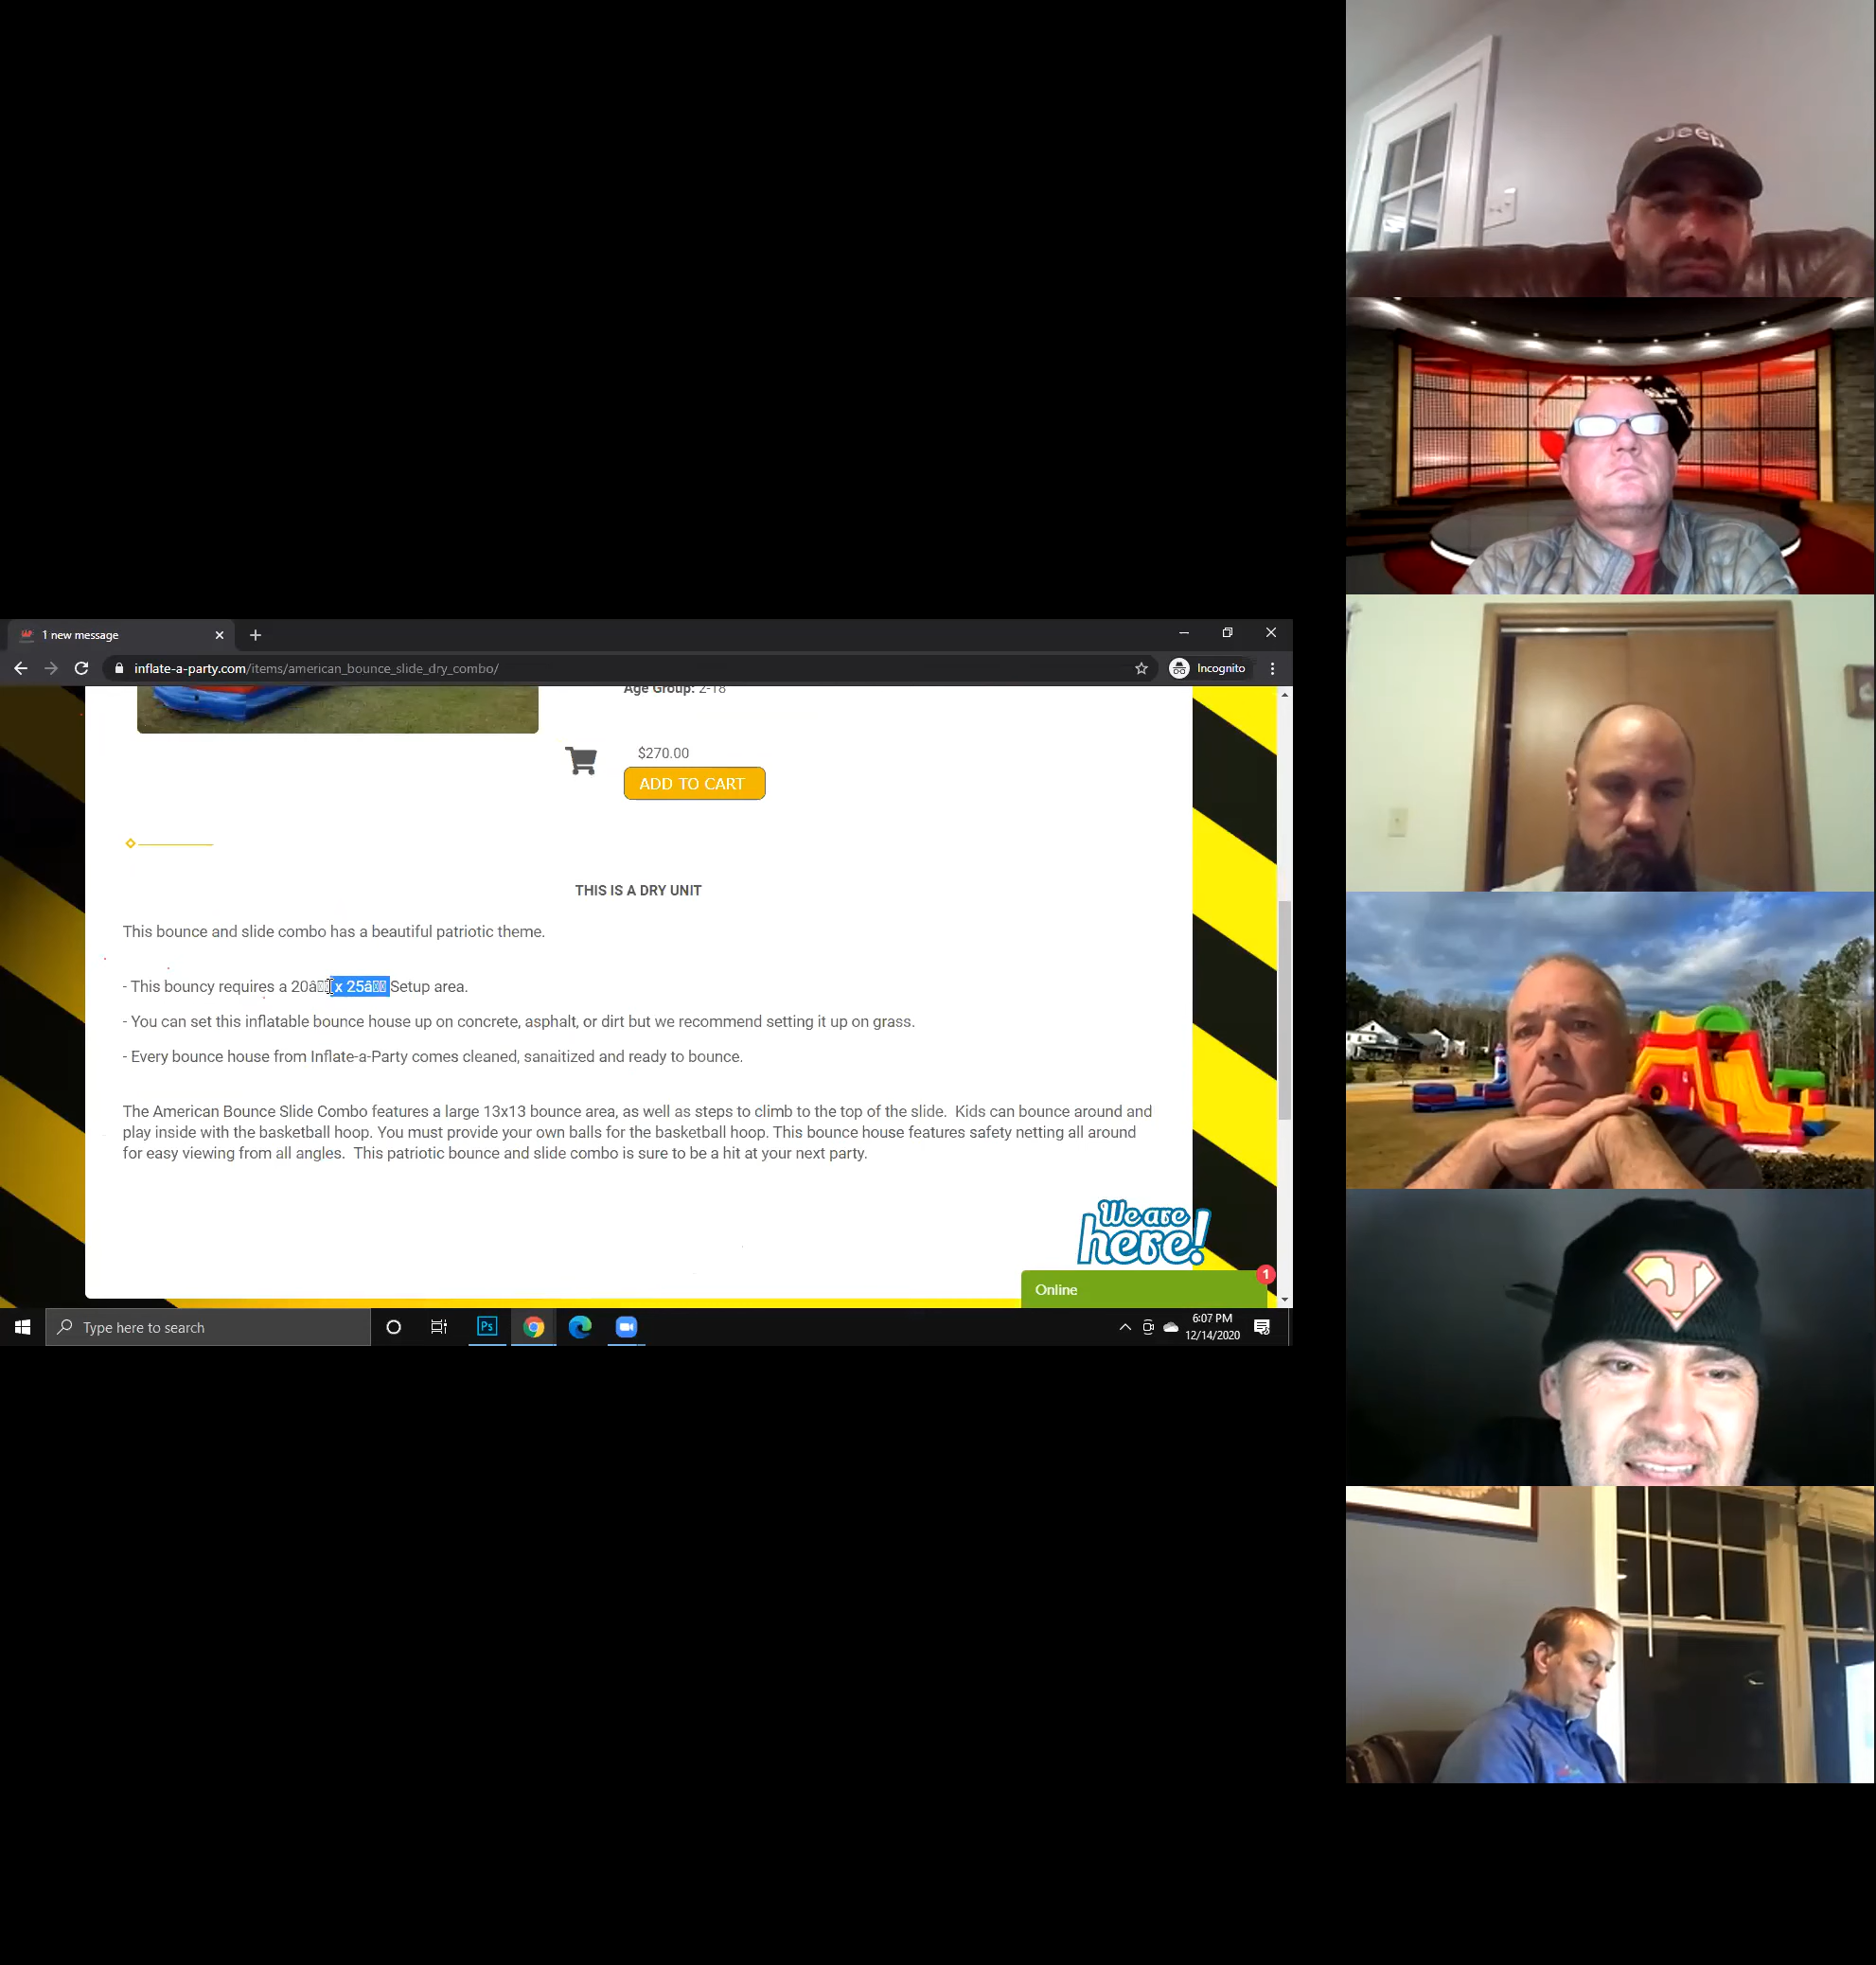 1 new message
inflate-a-party.com/items/american_bounce_slide_dry_combo/
Incognito
Age Group: 2-18
$270.00
ADD TO CART
THIS IS A DRY UNIT
This bounce and slide combo has a beautiful patriotic theme.
- This bouncy requires a 20â x 25â Setup area.
- You can set this inflatable bounce house up on concrete, asphalt, or dirt but we recommend setting it up on grass.
- Every bounce house from Inflate-a-Party comes cleaned, sanaitized and ready to bounce.
The American Bounce Slide Combo features a large 13x13 bounce area, as well as steps to climb to the top of the slide. Kids can bounce around and
play inside with the basketball hoop. You must provide your own balls for the basketball hoop. This bounce house features safety netting all around
for easy viewing from all angles. This patriotic bounce and slide combo is sure to be a hit at your next party.
We are
here!
Online
1
Type here to search
Ps
6:07 PM
12/14/2020
Jeep
J